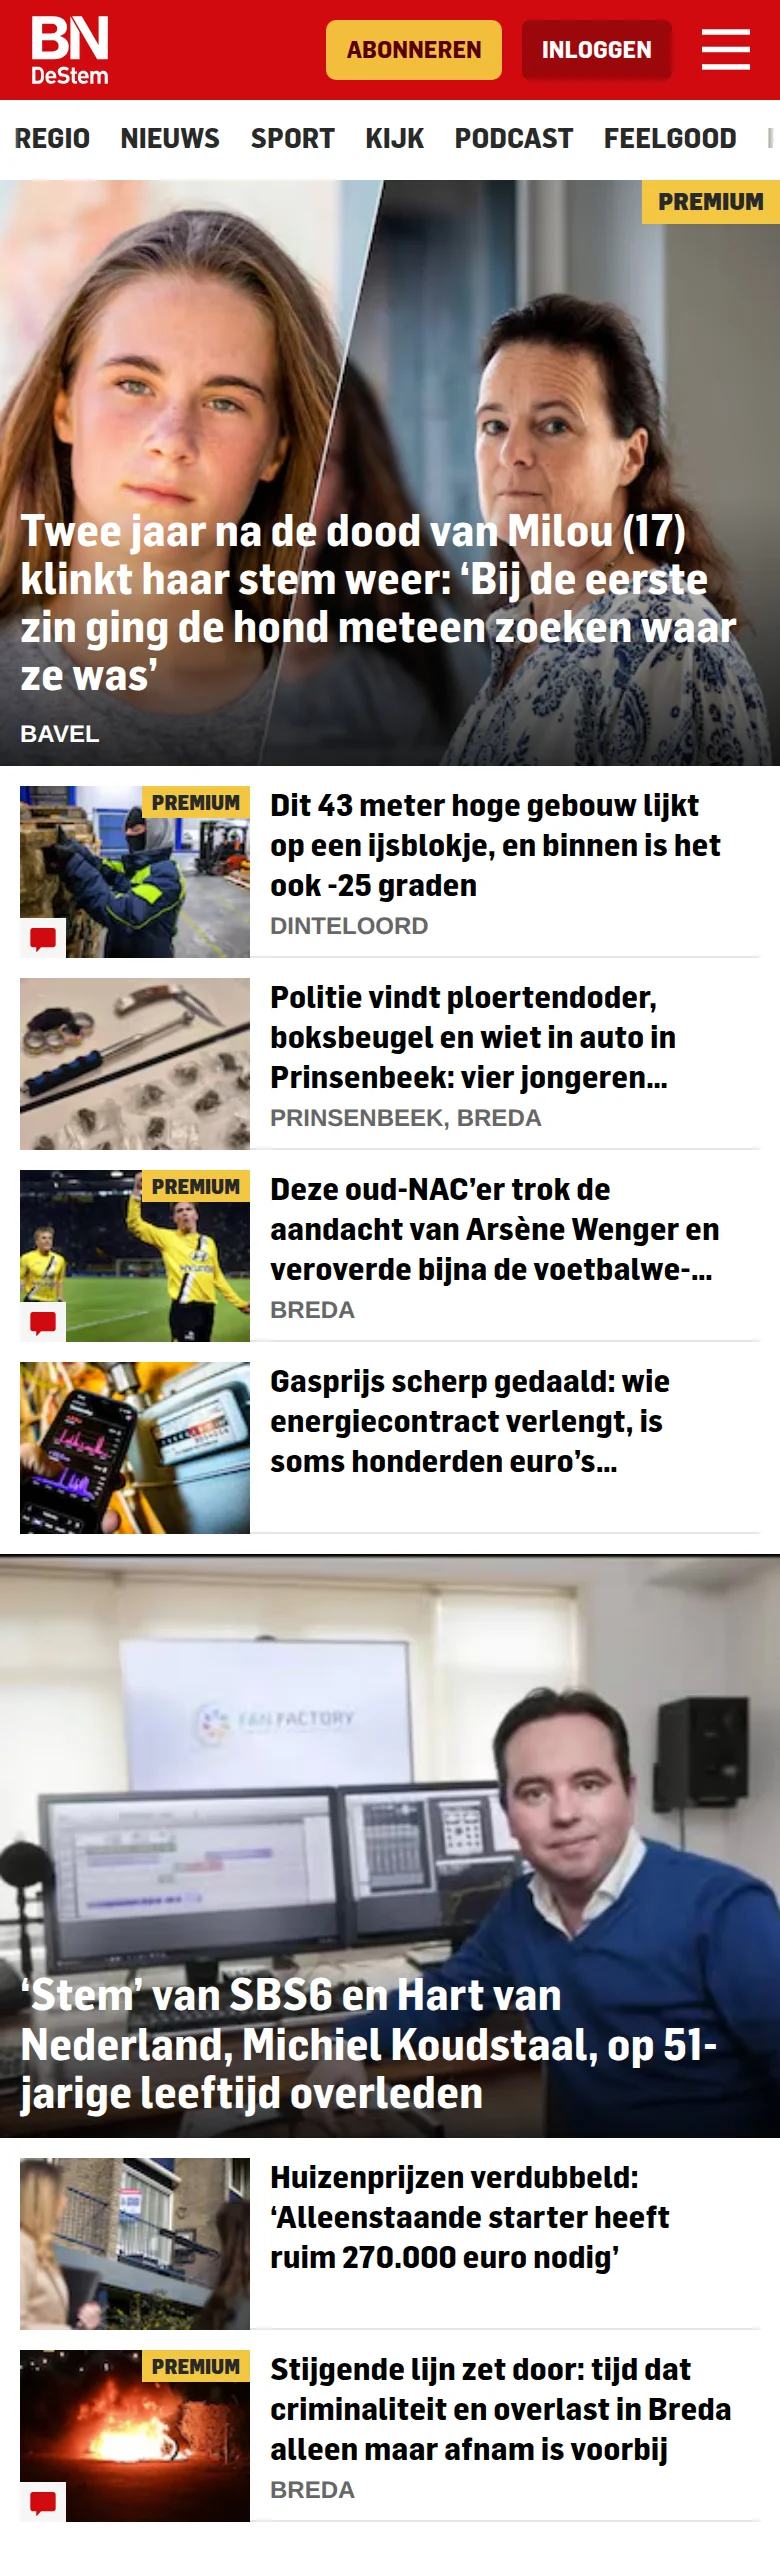 BN
DeStem
ABONNEREN
INLOGGEN
REGIO NIEUWS SPORT KIJK PODCAST FEELGOOD
PREMIUM
Twee jaar na de dood van Milou (17)
klinkt haar stem weer: ‘Bij de eerste
zin ging de hond meteen zoeken waar
ze was’
BAVEL
PREMIUM
Dit 43 meter hoge gebouw lijkt
op een ijsblokje, en binnen is het
ook -25 graden
DINTELOORD
Politie vindt ploertendoder,
boksbeugel en wiet in auto in
Prinsenbeek: vier jongeren...
PRINSENBEEK, BREDA
PREMIUM
Deze oud-NAC’er trok de
aandacht van Arsène Wenger en
veroverde bijna de voetbalwe-...
BREDA
Gasprijs scherp gedaald: wie
energiecontract verlengt, is
soms honderden euro’s...
FAN FACTORY
‘Stem’ van SBS6 en Hart van
Nederland, Michiel Koudstaal, op 51-
jarige leeftijd overleden
Huizenprijzen verdubbeld:
‘Alleenstaande starter heeft
ruim 270.000 euro nodig’
PREMIUM
Stijgende lijn zet door: tijd dat
criminaliteit en overlast in Breda
alleen maar afnam is voorbij
BREDA